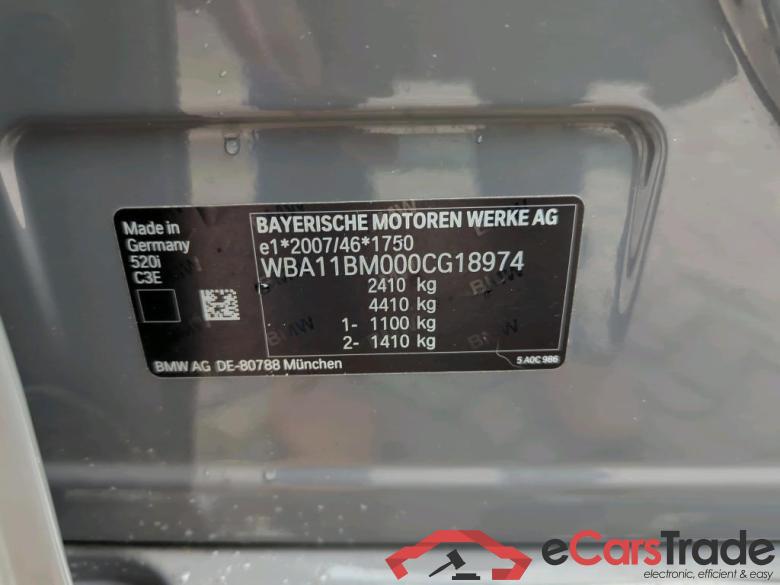 Made in
Germany
520i
C3E
BAYERISCHE MOTOREN WERKE AG
e1*2007/46*1750
WBA11BM000CG18974
2410 kg
4410 kg
1- 1100 kg
2- 1410 kg
BMW AG DE-80788 München
5 A0C 986
eCarsTrade
electronic, efficient & easy